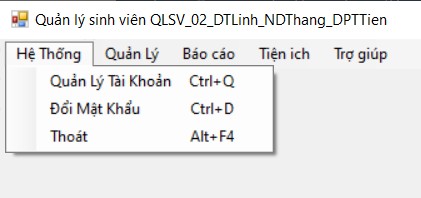 Quản lý sinh viên QLSV_02_DTLinh_NDThang_DPTTien
Hệ Thống Quản Lý Báo cáo Tiện ich Trợ giúp
Quản Lý Tài Khoản Ctrl+Q
Đổi Mật Khẩu Ctrl+D
Thoát Alt+F4